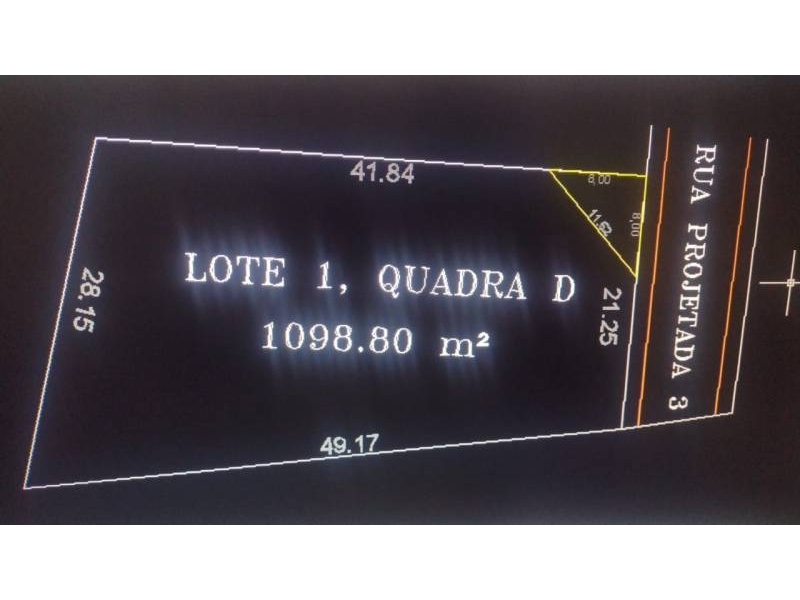 41.84
8,00
8,00
11.62
RUA PROJETADA 3
28.15
LOTE 1, QUADRA D
1098.80 m²
21.25
49.17